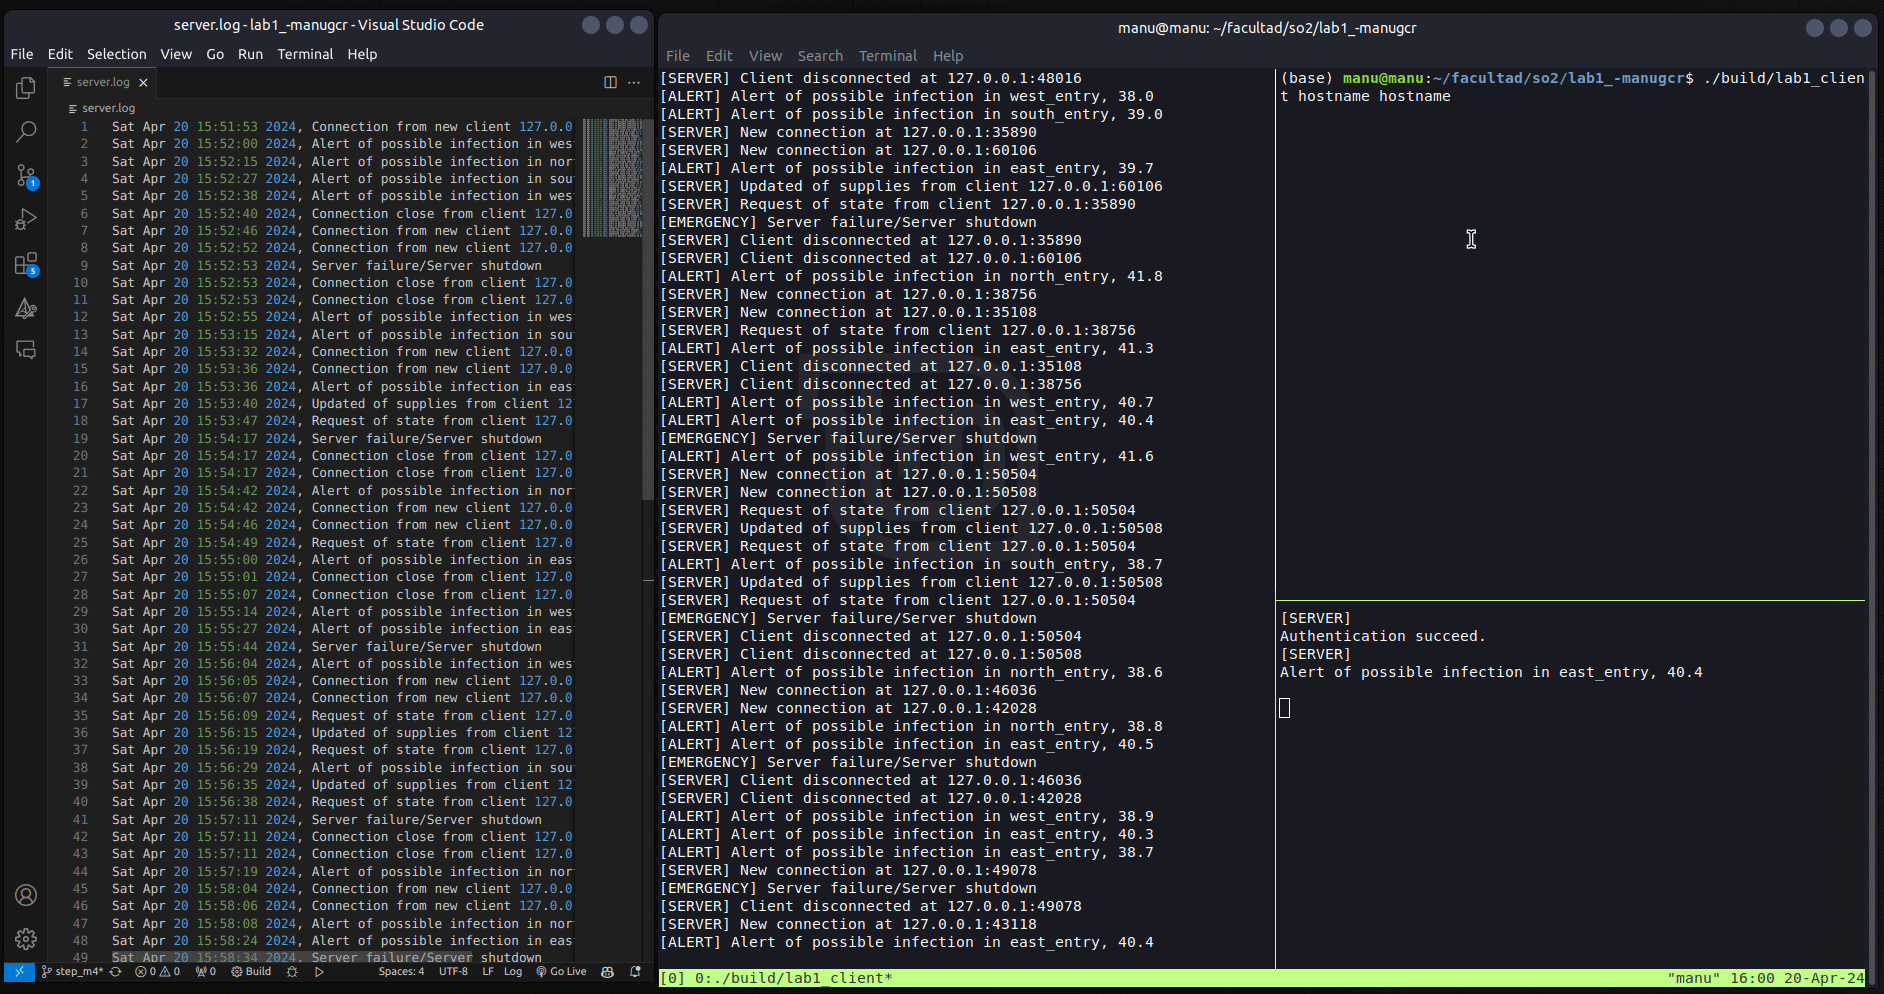 server.log - lab1_-manugcr - Visual Studio Code
File Edit Selection View Go Run Terminal Help
server.log
server.log
1 Sat Apr 20 15:51:53 2024, Connection from new client 127.0.0
2 Sat Apr 20 15:52:00 2024, Alert of possible infection in wes
3 Sat Apr 20 15:52:15 2024, Alert of possible infection in nor
4 Sat Apr 20 15:52:27 2024, Alert of possible infection in sou
5 Sat Apr 20 15:52:38 2024, Alert of possible infection in wes
6 Sat Apr 20 15:52:40 2024, Connection close from client 127.0
7 Sat Apr 20 15:52:46 2024, Connection from new client 127.0.0
8 Sat Apr 20 15:52:52 2024, Connection from new client 127.0.0
9 Sat Apr 20 15:52:53 2024, Server failure/Server shutdown
10 Sat Apr 20 15:52:53 2024, Connection close from client 127.0
11 Sat Apr 20 15:52:53 2024, Connection close from client 127.0
12 Sat Apr 20 15:52:55 2024, Alert of possible infection in wes
13 Sat Apr 20 15:53:15 2024, Alert of possible infection in sou
14 Sat Apr 20 15:53:32 2024, Connection from new client 127.0.0
15 Sat Apr 20 15:53:36 2024, Connection from new client 127.0.0
16 Sat Apr 20 15:53:36 2024, Alert of possible infection in eas
17 Sat Apr 20 15:53:40 2024, Updated of supplies from client 12
18 Sat Apr 20 15:53:47 2024, Request of state from client 127.0
19 Sat Apr 20 15:54:17 2024, Server failure/Server shutdown
20 Sat Apr 20 15:54:17 2024, Connection close from client 127.0
21 Sat Apr 20 15:54:17 2024, Connection close from client 127.0
22 Sat Apr 20 15:54:42 2024, Alert of possible infection in nor
23 Sat Apr 20 15:54:42 2024, Connection from new client 127.0.0
24 Sat Apr 20 15:54:46 2024, Connection from new client 127.0.0
25 Sat Apr 20 15:54:49 2024, Request of state from client 127.0
26 Sat Apr 20 15:55:00 2024, Alert of possible infection in eas
27 Sat Apr 20 15:55:01 2024, Connection close from client 127.0
28 Sat Apr 20 15:55:07 2024, Connection close from client 127.0
29 Sat Apr 20 15:55:14 2024, Alert of possible infection in wes
30 Sat Apr 20 15:55:27 2024, Alert of possible infection in eas
31 Sat Apr 20 15:55:44 2024, Server failure/Server shutdown
32 Sat Apr 20 15:56:04 2024, Alert of possible infection in wes
33 Sat Apr 20 15:56:05 2024, Connection from new client 127.0.0
34 Sat Apr 20 15:56:07 2024, Connection from new client 127.0.0
35 Sat Apr 20 15:56:09 2024, Request of state from client 127.0
36 Sat Apr 20 15:56:15 2024, Updated of supplies from client 12
37 Sat Apr 20 15:56:19 2024, Request of state from client 127.0
38 Sat Apr 20 15:56:29 2024, Alert of possible infection in sou
39 Sat Apr 20 15:56:35 2024, Updated of supplies from client 12
40 Sat Apr 20 15:56:38 2024, Request of state from client 127.0
41 Sat Apr 20 15:57:11 2024, Server failure/Server shutdown
42 Sat Apr 20 15:57:11 2024, Connection close from client 127.0
43 Sat Apr 20 15:57:11 2024, Connection close from client 127.0
44 Sat Apr 20 15:57:19 2024, Alert of possible infection in nor
45 Sat Apr 20 15:58:04 2024, Connection from new client 127.0.0
46 Sat Apr 20 15:58:06 2024, Connection from new client 127.0.0
47 Sat Apr 20 15:58:08 2024, Alert of possible infection in nor
48 Sat Apr 20 15:58:24 2024, Alert of possible infection in eas
49 Sat Apr 20 15:58:34 2024, Server failure/Server shutdown
1
5
step_m4* 0 0 0 Build Spaces: 4 UTF-8 LF Log Go Live
manu@manu: ~/facultad/so2/lab1_-manugcr
File Edit View Search Terminal Help
[SERVER] Client disconnected at 127.0.0.1:48016
[ALERT] Alert of possible infection in west_entry, 38.0
[ALERT] Alert of possible infection in south_entry, 39.0
[SERVER] New connection at 127.0.0.1:35890
[SERVER] New connection at 127.0.0.1:60106
[ALERT] Alert of possible infection in east_entry, 39.7
[SERVER] Updated of supplies from client 127.0.0.1:60106
[SERVER] Request of state from client 127.0.0.1:35890
[EMERGENCY] Server failure/Server shutdown
[SERVER] Client disconnected at 127.0.0.1:35890
[SERVER] Client disconnected at 127.0.0.1:60106
[ALERT] Alert of possible infection in north_entry, 41.8
[SERVER] New connection at 127.0.0.1:38756
[SERVER] New connection at 127.0.0.1:35108
[SERVER] Request of state from client 127.0.0.1:38756
[ALERT] Alert of possible infection in east_entry, 41.3
[SERVER] Client disconnected at 127.0.0.1:35108
[SERVER] Client disconnected at 127.0.0.1:38756
[ALERT] Alert of possible infection in west_entry, 40.7
[ALERT] Alert of possible infection in east_entry, 40.4
[EMERGENCY] Server failure/Server shutdown
[ALERT] Alert of possible infection in west_entry, 41.6
[SERVER] New connection at 127.0.0.1:50504
[SERVER] New connection at 127.0.0.1:50508
[SERVER] Request of state from client 127.0.0.1:50504
[SERVER] Updated of supplies from client 127.0.0.1:50508
[SERVER] Request of state from client 127.0.0.1:50504
[ALERT] Alert of possible infection in south_entry, 38.7
[SERVER] Updated of supplies from client 127.0.0.1:50508
[SERVER] Request of state from client 127.0.0.1:50504
[EMERGENCY] Server failure/Server shutdown
[SERVER] Client disconnected at 127.0.0.1:50504
[SERVER] Client disconnected at 127.0.0.1:50508
[ALERT] Alert of possible infection in north_entry, 38.6
[SERVER] New connection at 127.0.0.1:46036
[SERVER] New connection at 127.0.0.1:42028
[ALERT] Alert of possible infection in north_entry, 38.8
[ALERT] Alert of possible infection in east_entry, 40.5
[EMERGENCY] Server failure/Server shutdown
[SERVER] Client disconnected at 127.0.0.1:46036
[SERVER] Client disconnected at 127.0.0.1:42028
[ALERT] Alert of possible infection in west_entry, 38.9
[ALERT] Alert of possible infection in east_entry, 40.3
[ALERT] Alert of possible infection in east_entry, 38.7
[SERVER] New connection at 127.0.0.1:49078
[EMERGENCY] Server failure/Server shutdown
[SERVER] Client disconnected at 127.0.0.1:49078
[SERVER] New connection at 127.0.0.1:43118
[ALERT] Alert of possible infection in east_entry, 40.4
(base) manu@manu:~/facultad/so2/lab1_-manugcr$ ./build/lab1_clien
t hostname hostname
[SERVER]
Authentication succeed.
[SERVER]
Alert of possible infection in east_entry, 40.4
[0] 0:./build/lab1_client* "manu" 16:00 20-Apr-24